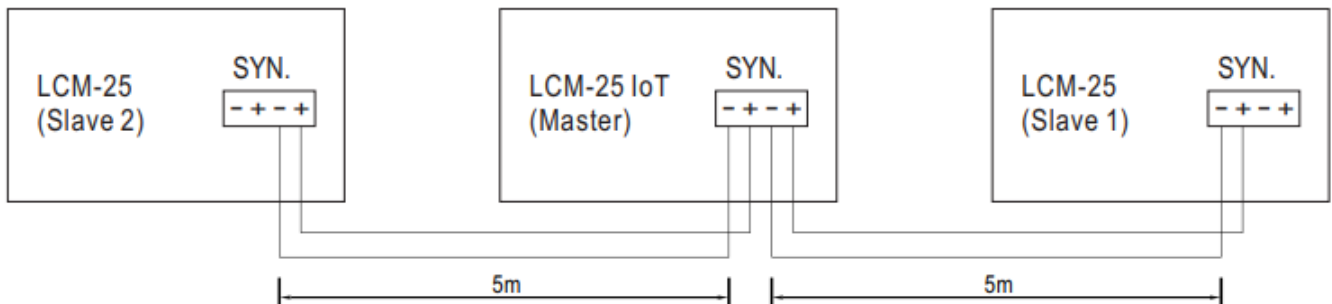 LCM-25
(Slave 2)
SYN.
- + - +
LCM-25 IoT
(Master)
SYN.
- + - +
LCM-25
(Slave 1)
SYN.
- + - +
5m
5m